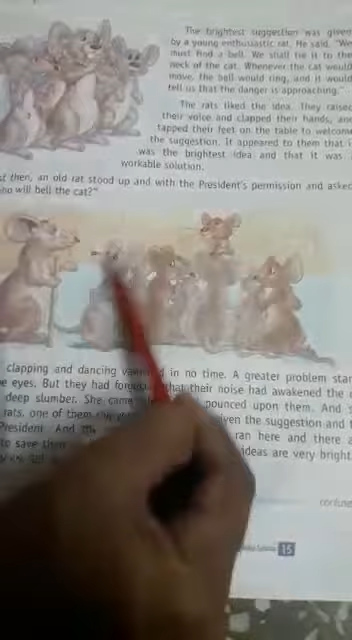 The brightest suggestion was given
by a young enthusiastic rat. He said, "We
must find a bell. We shall tie it to the
neck of the cat. Whenever the cat would
move, the bell would ring, and it would
tell us that the danger is approaching."
The rats liked the idea. They raised
their voice and clapped their hands, and
tapped their feet on the table to welcome
the suggestion. It appeared to them that i
was the brightest idea and that it was
workable solution.
st then, an old rat stood up and with the President's permission and asked
ho will bell the cat?"
clapping and dancing in no time. A greater problem star
e eyes. But they had that their noise had awakened the
deep slumber. She came pounced upon them. And
rats, one of them the given the suggestion and
President. And ran here and there a
to save ideas are very bright
15